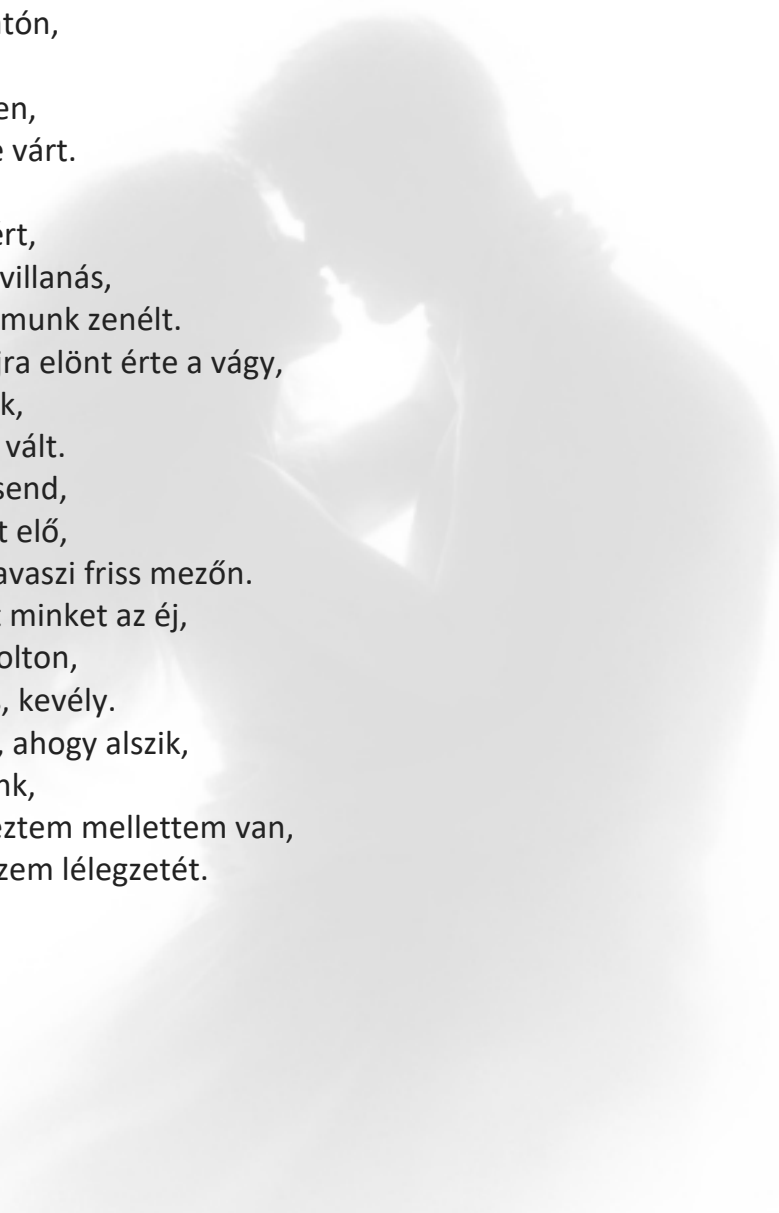 tón,
en,
e várt.
rt,
villanás,
munk zenélt.
ra elönt érte a vágy,
k,
vált.
send,
t elő,
avaszi friss mezőn.
t minket az éj,
olton,
, kevély.
, ahogy alszik,
nk,
eztem mellettem van,
zem lélegzetét.